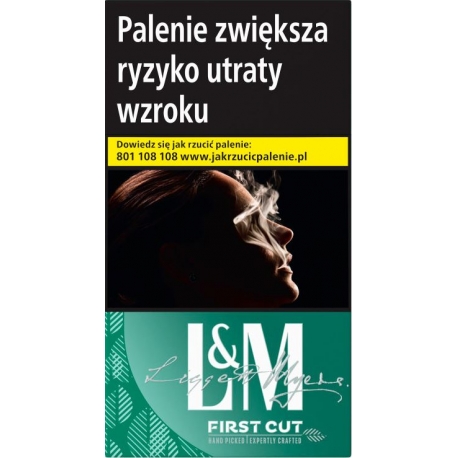 Palenie zwiększa
ryzyko utraty
wzroku
Dowiedz się jak rzucić palenie:
801 108 108 www.jakrzucicpalenie.pl
L&M
Liggett Myers
FIRST CUT
HAND PICKED | EXPERTLY CRAFTED